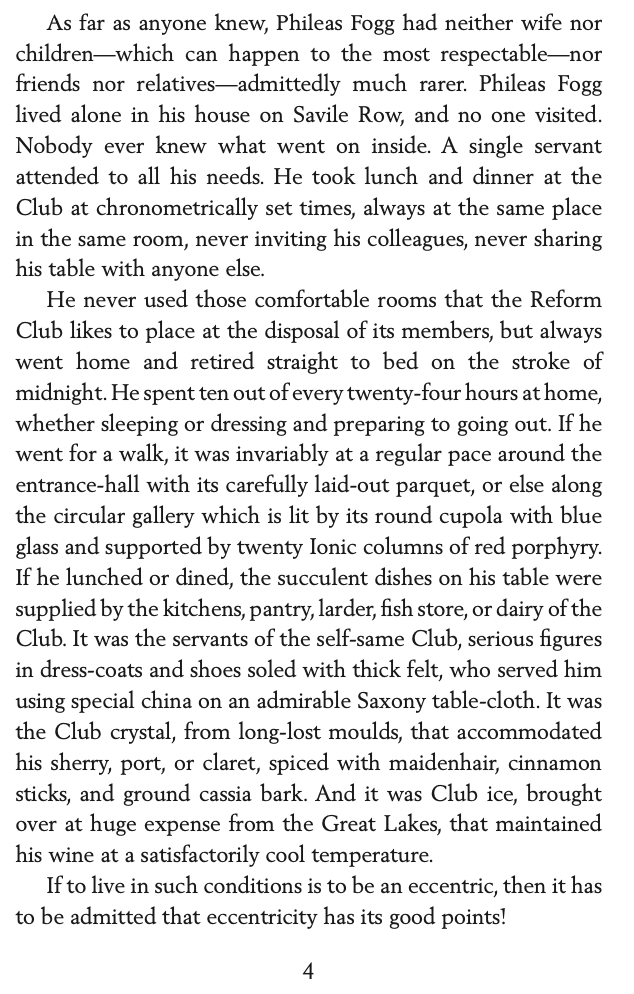 As far as anyone knew, Phileas Fogg had neither wife nor
children—which can happen to the most respectable—nor
friends nor relatives—admittedly much rarer. Phileas Fogg
lived alone in his house on Savile Row, and no one visited.
Nobody ever knew what went on inside. A single servant
attended to all his needs. He took lunch and dinner at the
Club at chronometrically set times, always at the same place
in the same room, never inviting his colleagues, never sharing
his table with anyone else.
He never used those comfortable rooms that the Reform
Club likes to place at the disposal of its members, but always
went home and retired straight to bed on the stroke of
midnight. He spent ten out of every twenty-four hours at home,
whether sleeping or dressing and preparing to going out. If he
went for a walk, it was invariably at a regular pace around the
entrance-hall with its carefully laid-out parquet, or else along
the circular gallery which is lit by its round cupola with blue
glass and supported by twenty Ionic columns of red porphyry.
If he lunched or dined, the succulent dishes on his table were
supplied by the kitchens, pantry, larder, fish store, or dairy of the
Club. It was the servants of the self-same Club, serious figures
in dress-coats and shoes soled with thick felt, who served him
using special china on an admirable Saxony table-cloth. It was
the Club crystal, from long-lost moulds, that accommodated
his sherry, port, or claret, spiced with maidenhair, cinnamon
sticks, and ground cassia bark. And it was Club ice, brought
over at huge expense from the Great Lakes, that maintained
his wine at a satisfactorily cool temperature.
If to live in such conditions is to be an eccentric, then it has
to be admitted that eccentricity has its good points!
4